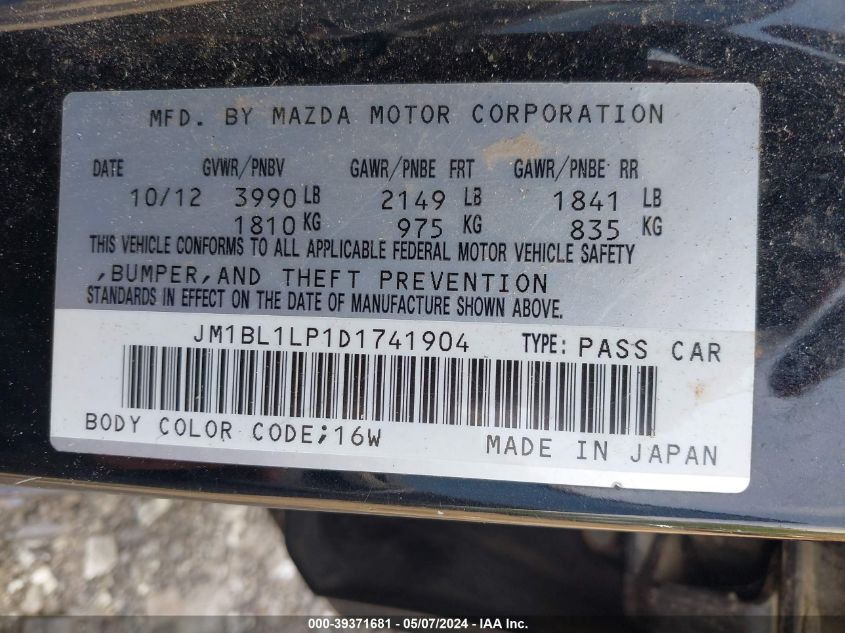 MFD. BY MAZDA MOTOR CORPORATION
DATE GVWR/PNBV GAWR/PNBE FRT GAWR/PNBE RR
10/12 3990 LB 2149 LB 1841 LB
1810 KG 975 KG 835 KG
THIS VEHICLE CONFORMS TO ALL APPLICABLE FEDERAL MOTOR VEHICLE SAFETY
,BUMPER,AND THEFT PREVENTION
STANDARDS IN EFFECT ON THE DATE OF MANUFACTURE SHOWN ABOVE.
JM1BL1LP1D1741904 TYPE: PASS CAR
BODY COLOR CODE;16W MADE IN JAPAN
000-39371681 - 05/07/2024 - IAA Inc.